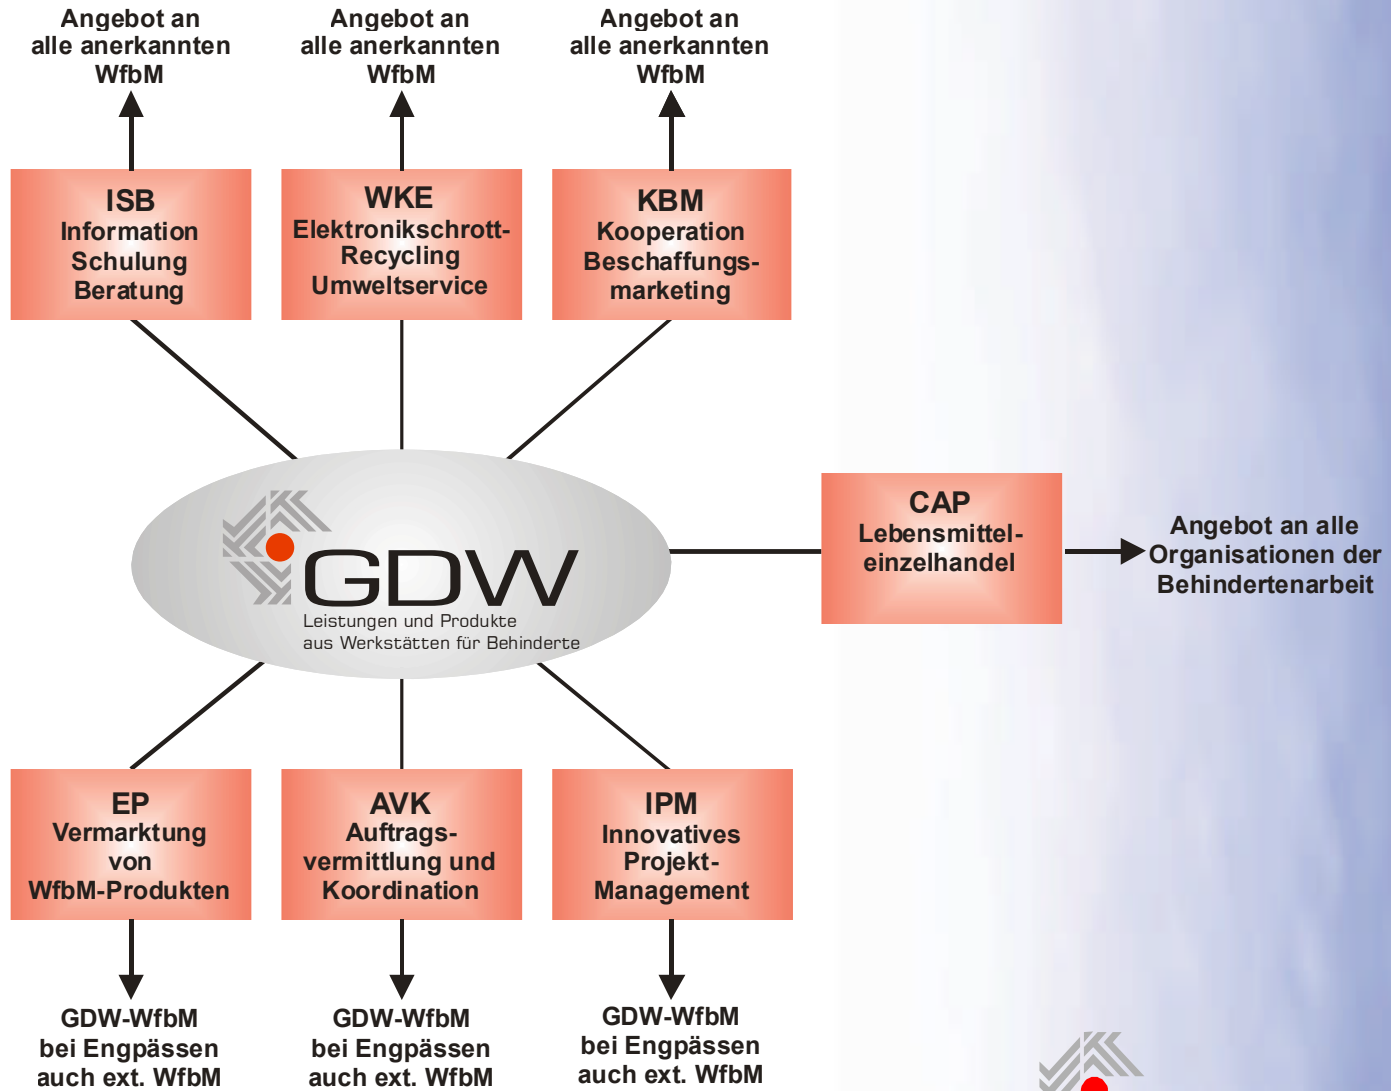 Angebot an
alle anerkannten
WfbM
Angebot an
alle anerkannten
WfbM
Angebot an
alle anerkannten
WfbM
ISB
Information
Schulung
Beratung
WKE
Elektronikschrott-
Recycling
Umweltservice
KBM
Kooperation
Beschaffungs-
marketing
GDW
Leistungen und Produkte
aus Werkstätten für Behinderte
CAP
Lebensmittel-
einzelhandel
Angebot an alle
Organisationen der
Behindertenarbeit
EP
Vermarktung
von
WfbM-Produkten
AVK
Auftrags-
vermittlung und
Koordination
IPM
Innovatives
Projekt-
Management
GDW-WfbM
bei Engpässen
auch ext. WfbM
GDW-WfbM
bei Engpässen
auch ext. WfbM
GDW-WfbM
bei Engpässen
auch ext. WfbM